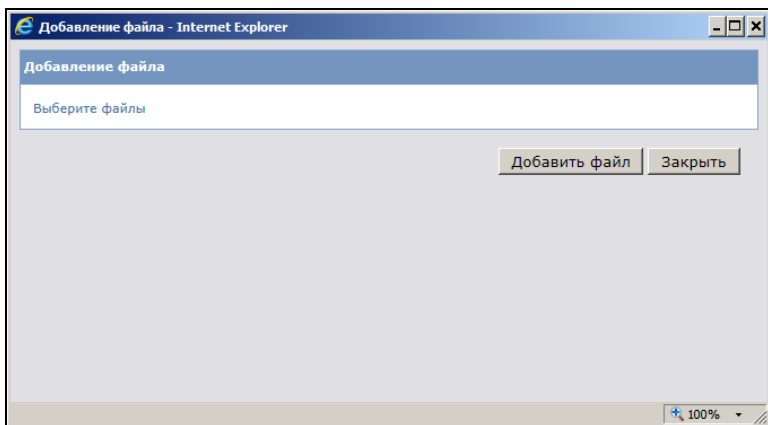 Добавление файла - Internet Explorer
Добавление файла
Выберите файлы
Добавить файл Закрыть
100%